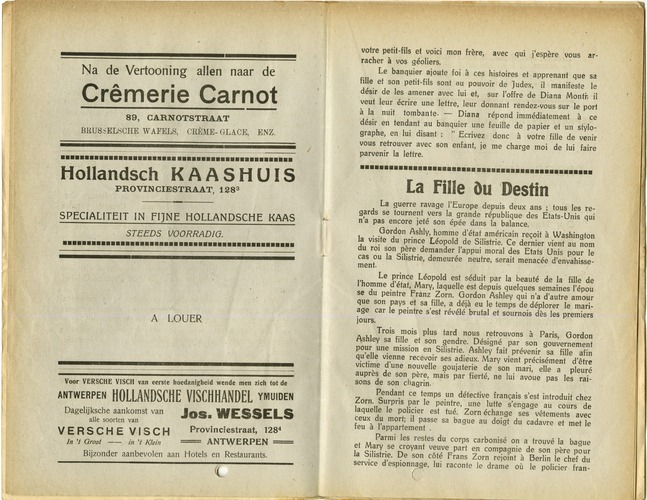 Na de Vertooning allen naar de
Crêmerie Carnot
89, CARNOTSTRAAT
BRUSSELSCHE WAFELS, CRÈME-GLACE, ENZ.
Hollandsch KAASHUIS
PROVINCIESTRAAT, 128³
SPECIALITEIT IN FIJNE HOLLANDSCHE KAAS
STEEDS VOORRADIG.
A LOUER
Voor VERSCHE VISCH van eerste hoedanigheid wende men zich tot de
ANTWERPEN HOLLANDSCHE VISCHHANDEL YMUIDEN
Dagelijksche aankomst van
alle soorten van
VERSCHE VISCH
In 't Groot —— in 't Klein
Jos. WESSELS
Provinciestraat, 128⁴
ANTWERPEN
Bijzonder aanbevolen aan Hotels en Restaurants.
votre petit-fils et voici mon frère, avec qui j'espère vous ar-
racher à vos géoliers.
Le banquier ajoute foi à ces histoires et apprenant que sa
fille et son petit-fils sont au pouvoir de Judex, il manifeste le
désir de les amener avec lui et, sur l'offre de Diana Monti il
veut leur écrire une lettre, leur donnant rendez-vous sur le port
à la nuit tombante. — Diana répond immédiatement à ce
désir en tendant au banquier une feuille de papier et un stylo-
graphe, en lui disant : " Ecrivez donc à votre fille de venir
vous retrouver avec son enfant, je me charge moi de lui faire
parvenir la lettre.
La Fille du Destin
La guerre ravage l'Europe depuis deux ans ; tous les re-
gards se tournent vers la grande république des Etats-Unis qui
n'a pas encore jeté son épée dans la balance.
Gordon Ashly, homme d'état américain reçoit à Washington
la visite du prince Léopold de Silistrie. Ce dernier vient au nom
du roi son père demander l'appui moral des Etats Unis pour le
cas ou la Silistrie, demeurée neutre, serait menacée d'envahisse-
ment.
Le prince Léopold est séduit par la beauté de la fille de
l'homme d'état, Mary, laquelle est depuis quelques semaines l'épou
se du peintre Franz Zorn. Gordon Ashley qui n'a d'autre amour
que son pays et sa fille, a déjà eu le temps de déplorer le mari-
age car le peintre s'est révélé brutal et sournois dès les premiers
jours.
Trois mois plus tard nous retrouvons à Paris, Gordon
Ashley sa fille et son gendre. Désigné par son gouvernement
pour une mission en Silistrie. Ashley fait prévenir sa fille afin
qu'elle vienne recevoir ses adieux. Mary vient précisément d'être
victime d'une nouvelle goujaterie de son mari, elle a pleuré
auprès de son père, mais par fierté, ne lui avoue pas les rai-
sons de son chagrin.
Pendant ce temps un détective français s'est introduit chez
Zorn. Surpris par le peintre, une lutte s'engage au cours de
laquelle le policier est tué. Zorn échange ses vêtements avec
ceux du mort; il passe sa bague au doigt du cadavre et met le
feu à l'appartement.
Parmi les restes du corps carbonisé on a trouvé la bague
et Mary se croyant veuve part en compagnie de son père pour
la Silistrie. De son côté Frans Zorn rejoint à Berlin le chef du
service d'espionnage, lui raconte le drame où le policier fran-